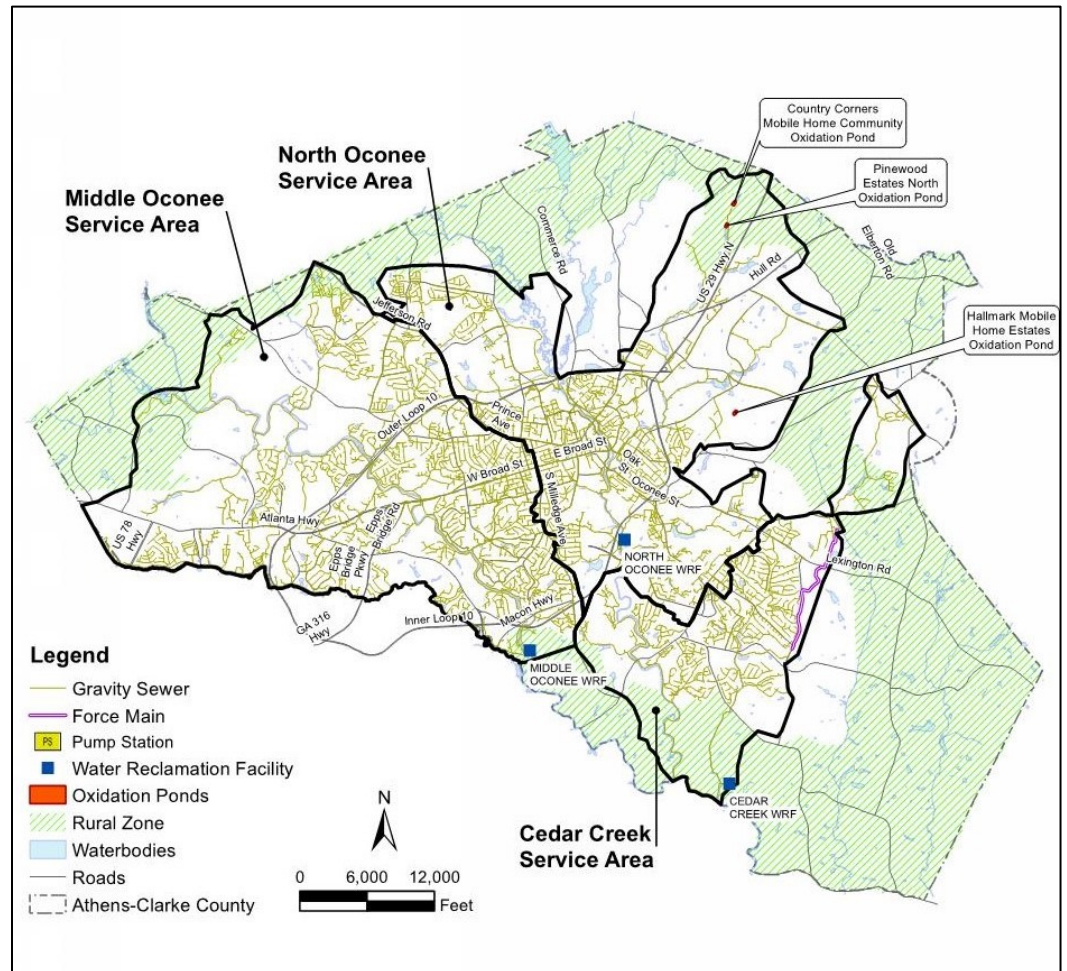 Country Corners
Mobile Home Community
Oxidation Pond
Pinewood
Estates North
Oxidation Pond
North Oconee
Service Area
Middle Oconee
Service Area
Commerce Rd
US 29 Hwy N
Hull Rd
Old
Elberton Rd
Hallmark Mobile
Home Estates
Oxidation Pond
Jefferson Rd
Outer Loop 10
Prince
Ave
E Broad St
W Broad St
Oak
St
Oconee St
S Milledge Ave
Atlanta Hwy
US 78
Hwy
Epps
Bridge
Pkwy
Epps
Bridge Rd
NORTH
OCONEE WRF
Lexington Rd
GA 316
Hwy
Inner Loop 10
Macon Hwy
MIDDLE
OCONEE WRF
CEDAR
CREEK WRF
Cedar Creek
Service Area
Legend
Gravity Sewer
Force Main
PS Pump Station
Water Reclamation Facility
Oxidation Ponds
Rural Zone
Waterbodies
Roads
Athens-Clarke County
N
0 6,000 12,000
Feet